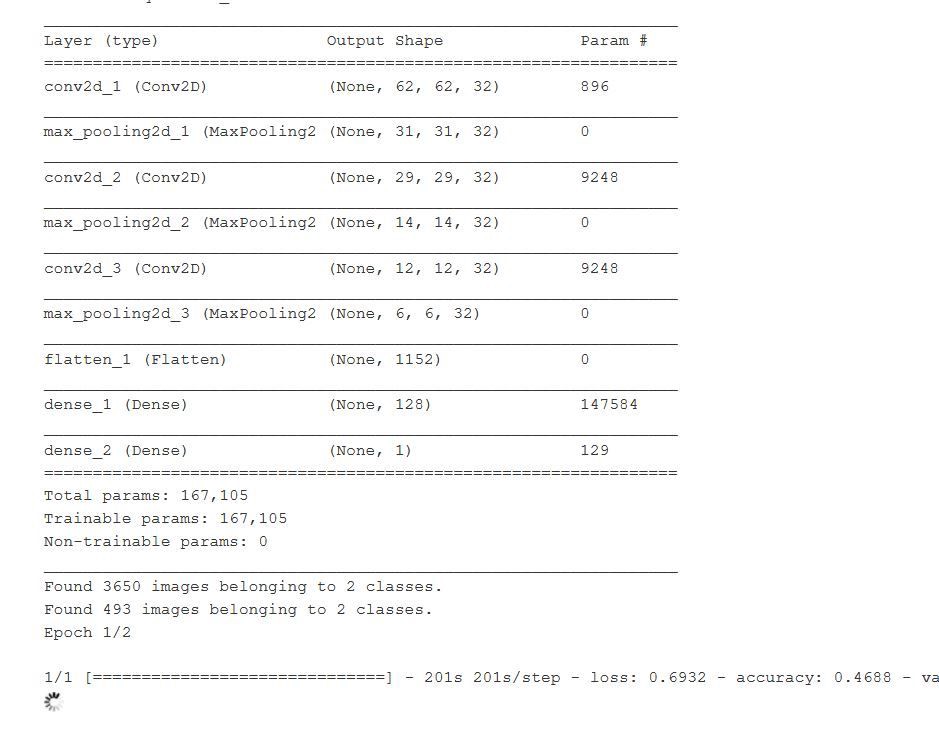 Layer (type) Output Shape Param #
=================================================================
conv2d_1 (Conv2D) (None, 62, 62, 32) 896
max_pooling2d_1 (MaxPooling2 (None, 31, 31, 32) 0
conv2d_2 (Conv2D) (None, 29, 29, 32) 9248
max_pooling2d_2 (MaxPooling2 (None, 14, 14, 32) 0
conv2d_3 (Conv2D) (None, 12, 12, 32) 9248
max_pooling2d_3 (MaxPooling2 (None, 6, 6, 32) 0
flatten_1 (Flatten) (None, 1152) 0
dense_1 (Dense) (None, 128) 147584
dense_2 (Dense) (None, 1) 129
=================================================================
Total params: 167,105
Trainable params: 167,105
Non-trainable params: 0
Found 3650 images belonging to 2 classes.
Found 493 images belonging to 2 classes.
Epoch 1/2
1/1 [==============================] - 201s 201s/step - loss: 0.6932 - accuracy: 0.4688 - va